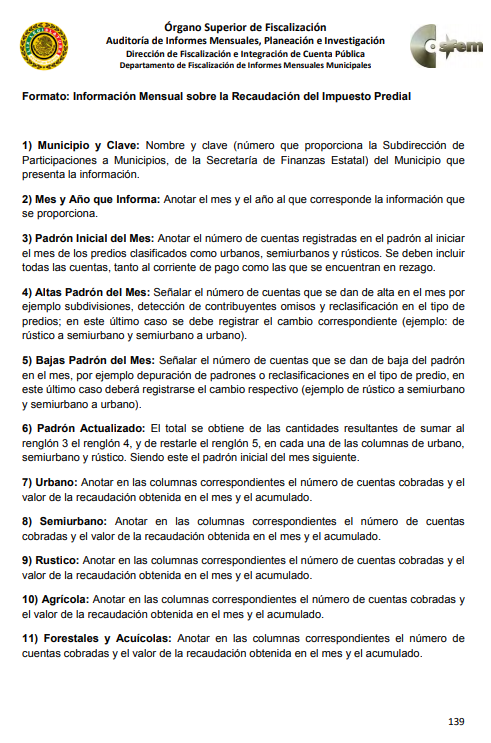 Órgano Superior de Fiscalización
Auditoría de Informes Mensuales, Planeación e Investigación
Dirección de Fiscalización e Integración de Cuenta Pública
Departamento de Fiscalización de Informes Mensuales Municipales
osfem
Formato: Información Mensual sobre la Recaudación del Impuesto Predial
1) Municipio y Clave: Nombre y clave (número que proporciona la Subdirección de
Participaciones a Municipios, de la Secretaría de Finanzas Estatal) del Municipio que
presenta la información.
2) Mes y Año que Informa: Anotar el mes y el año al que corresponde la información que
se proporciona.
3) Padrón Inicial del Mes: Anotar el número de cuentas registradas en el padrón al iniciar
el mes de los predios clasificados como urbanos, semiurbanos y rústicos. Se deben incluir
todas las cuentas, tanto al corriente de pago como las que se encuentran en rezago.
4) Altas Padrón del Mes: Señalar el número de cuentas que se dan de alta en el mes por
ejemplo subdivisiones, detección de contribuyentes omisos y reclasificación en el tipo de
predios; en este último caso se debe registrar el cambio correspondiente (ejemplo: de
rústico a semiurbano y semiurbano a urbano).
5) Bajas Padrón del Mes: Señalar el número de cuentas que se dan de baja del padrón
en el mes, por ejemplo depuración de padrones o reclasificaciones en el tipo de predio, en
este último caso deberá registrarse el cambio respectivo (ejemplo de rústico a semiurbano
y semiurbano a urbano).
6) Padrón Actualizado: El total se obtiene de las cantidades resultantes de sumar al
renglón 3 el renglón 4, y de restarle el renglón 5, en cada una de las columnas de urbano,
semiurbano y rústico. Siendo este el padrón inicial del mes siguiente.
7) Urbano: Anotar en las columnas correspondientes el número de cuentas cobradas y el
valor de la recaudación obtenida en el mes y el acumulado.
8) Semiurbano: Anotar en las columnas correspondientes el número de cuentas
cobradas y el valor de la recaudación obtenida en el mes y el acumulado.
9) Rustico: Anotar en las columnas correspondientes el número de cuentas cobradas y el
valor de la recaudación obtenida en el mes y el acumulado.
10) Agrícola: Anotar en las columnas correspondientes el número de cuentas cobradas y
el valor de la recaudación obtenida en el mes y el acumulado.
11) Forestales y Acuícolas: Anotar en las columnas correspondientes el número de
cuentas cobradas y el valor de la recaudación obtenida en el mes y el acumulado.
139